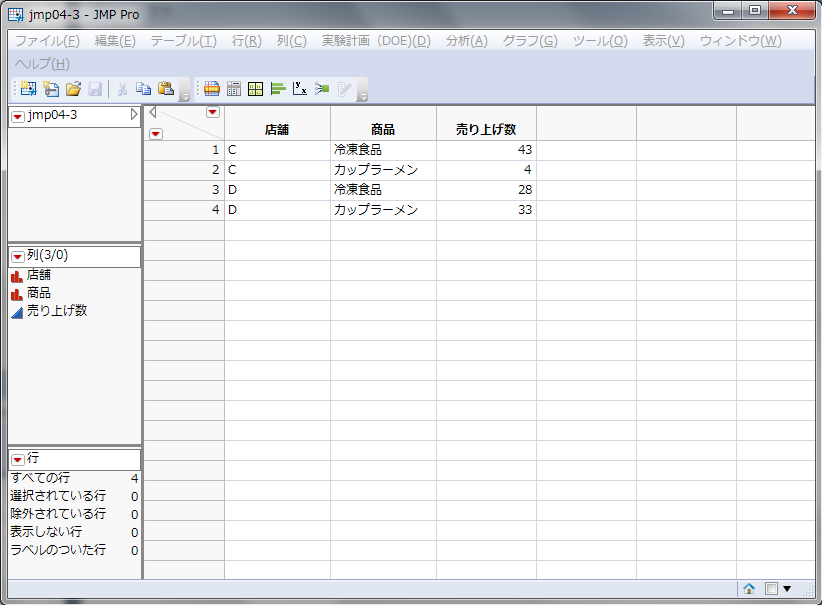 jmp04-3 - JMP Pro
ファイル(F) 編集(E) テーブル(T) 行(R) 列(C) 実験計画（DOE)(D) 分析(A) グラフ(G) ツール(O) 表示(V) ウィンドウ(W)
ヘルプ(H)
jmp04-3
店舗 商品 売り上げ数
1 C 冷凍食品 43
2 C カップラーメン 4
3 D 冷凍食品 28
4 D カップラーメン 33
列(3/0)
店舗
商品
売り上げ数
行
すべての行 4
選択されている行 0
除外されている行 0
表示しない行 0
ラベルのついた行 0